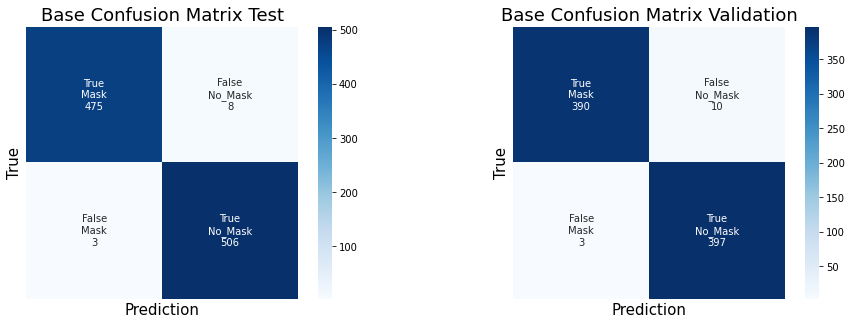 Base Confusion Matrix Test
True
Mask
475
False
No_Mask
8
False
Mask
3
True
No_Mask
506
True
Prediction
500
400
300
200
100
Base Confusion Matrix Validation
True
Mask
390
False
No_Mask
10
False
Mask
3
True
No_Mask
397
True
Prediction
350
300
250
200
150
100
50